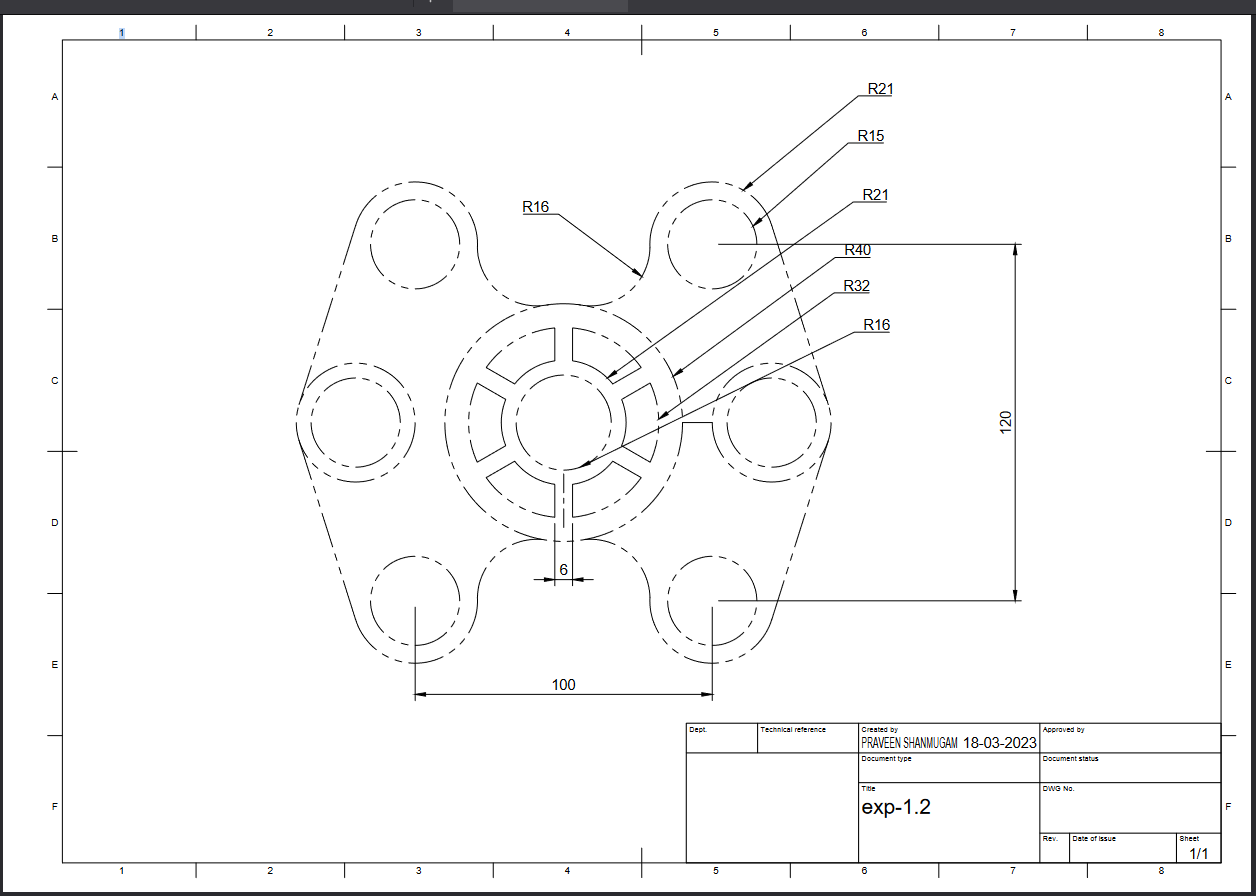 1 2 3 4 5 6 7 8
A A
R21
R15
R21
R16
B B
R40
R32
R16
C C
120
D D
6
E E
100
Dept. Technical reference Created by Approved by
PRAVEEN SHANMUGAM 18-03-2023
Document type Document status
Title DWG No.
exp-1.2
F F
Rev. Date of issue Sheet
1/1
1 2 3 4 5 6 7 8